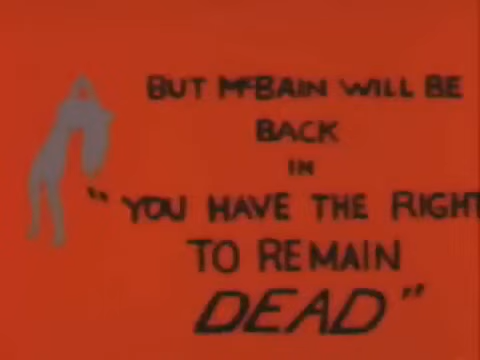 BUT McBAIN WILL BE
BACK
IN
"YOU HAVE THE RIGHT
TO REMAIN
DEAD"